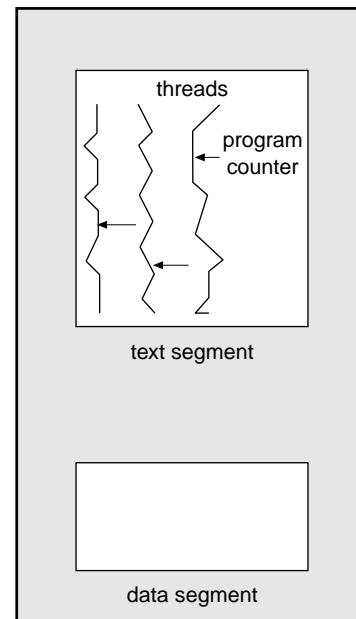 threads
program
counter
text segment
data segment